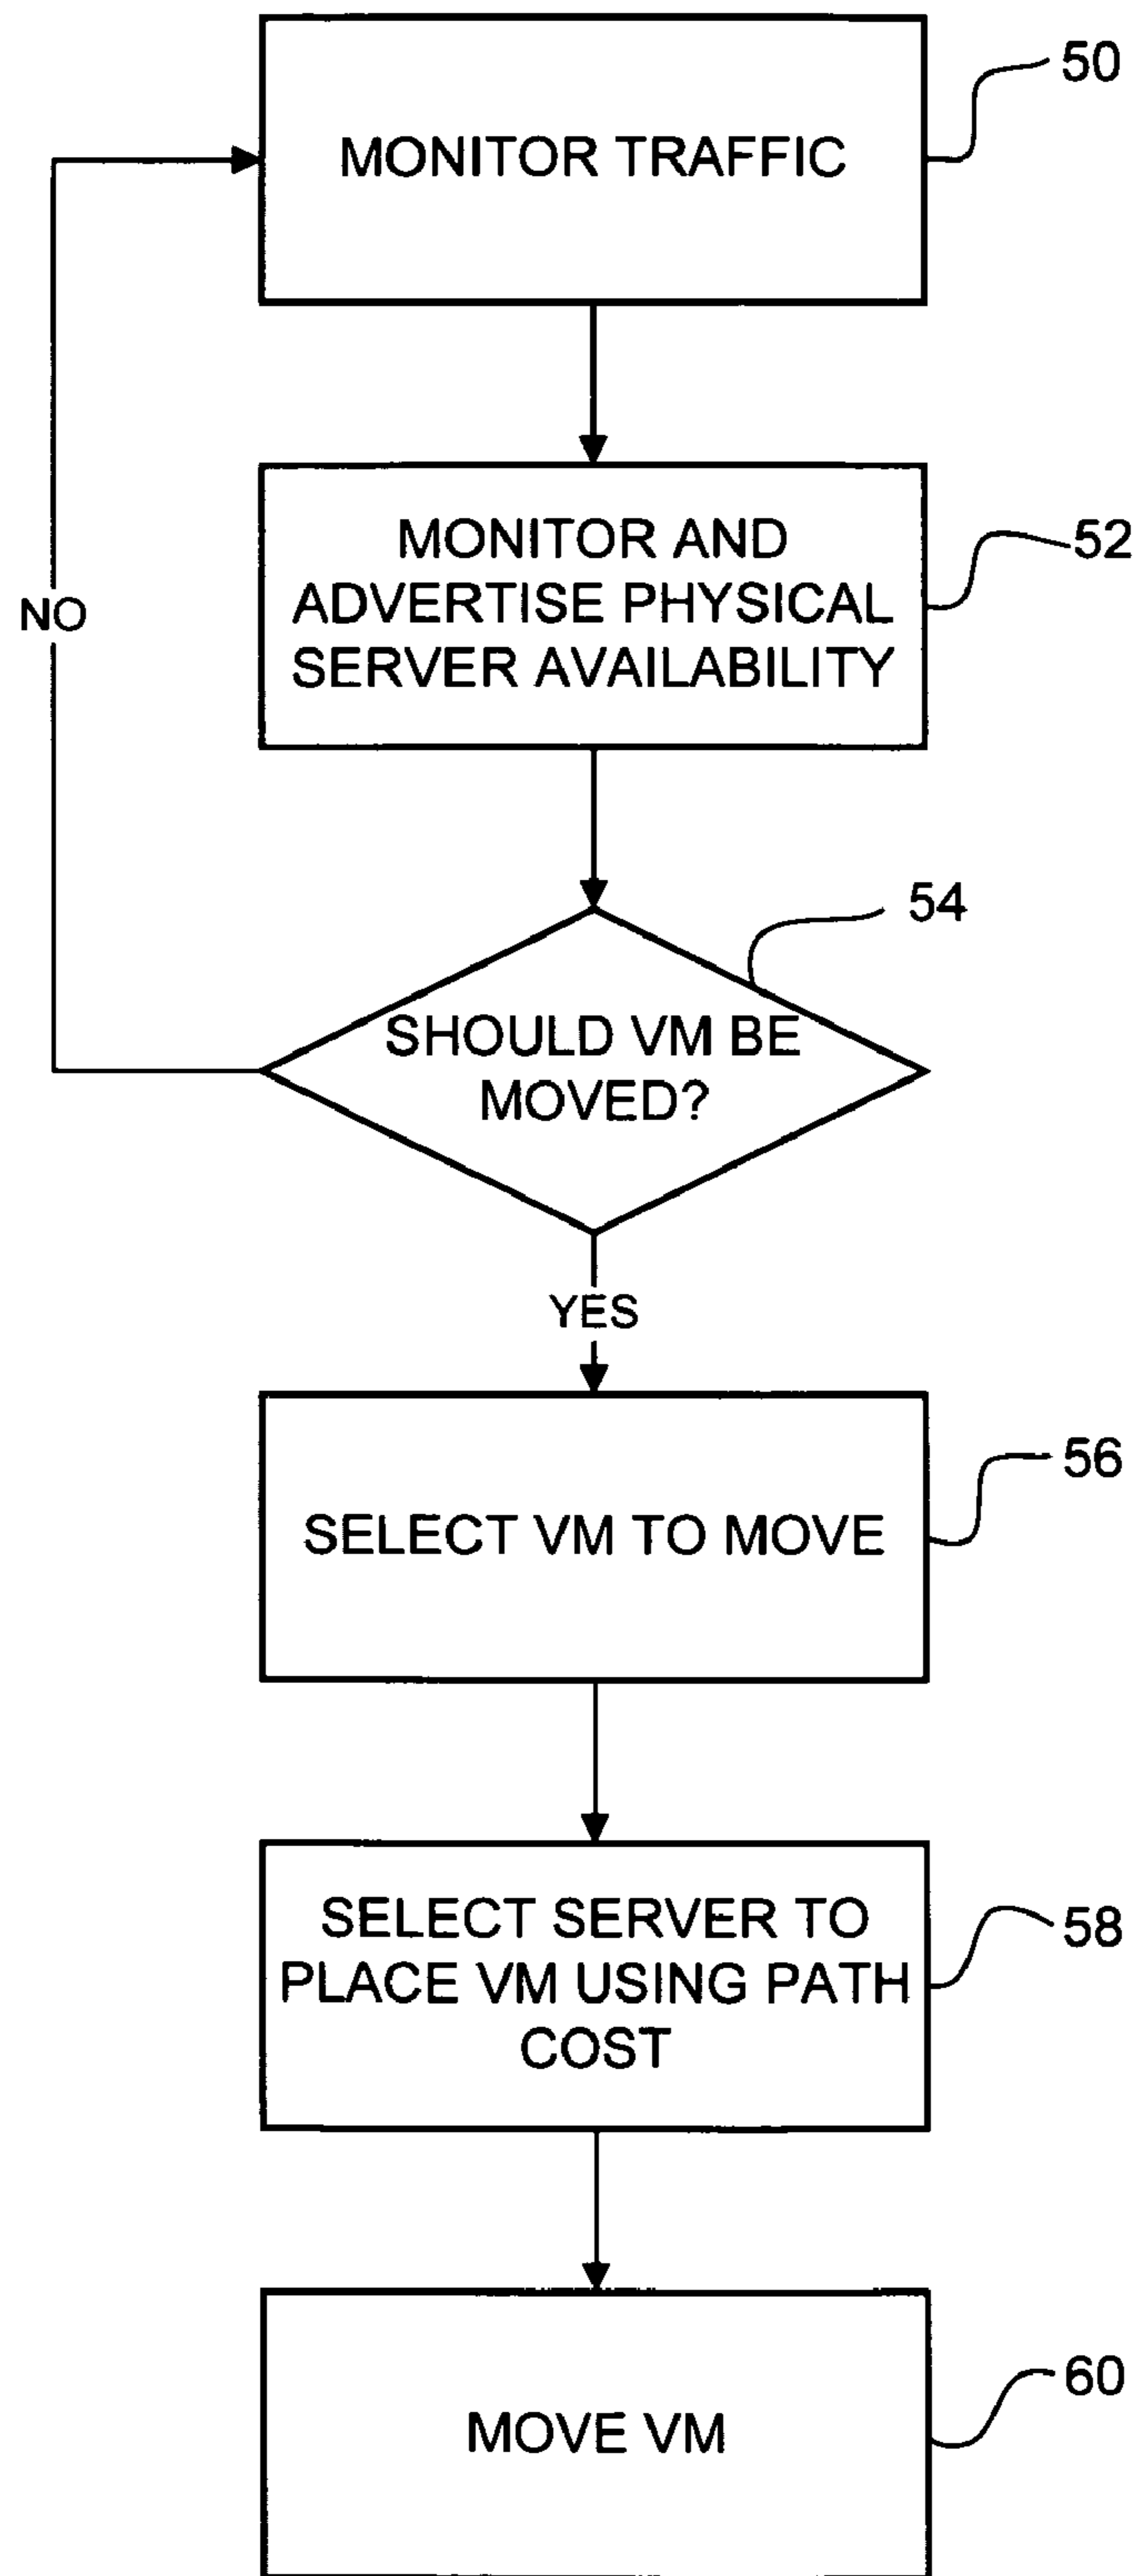 50
MONITOR TRAFFIC
52
MONITOR AND
ADVERTISE PHYSICAL
SERVER AVAILABILITY
NO
54
SHOULD VM BE
MOVED?
YES
56
SELECT VM TO MOVE
58
SELECT SERVER TO
PLACE VM USING PATH
COST
60
MOVE VM